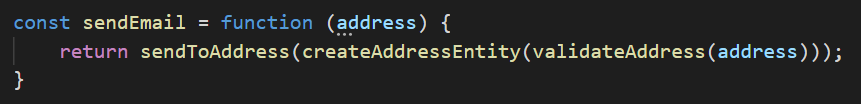 const sendEmail = function (address) {
    return sendToAddress(createAddressEntity(validateAddress(address)));
}